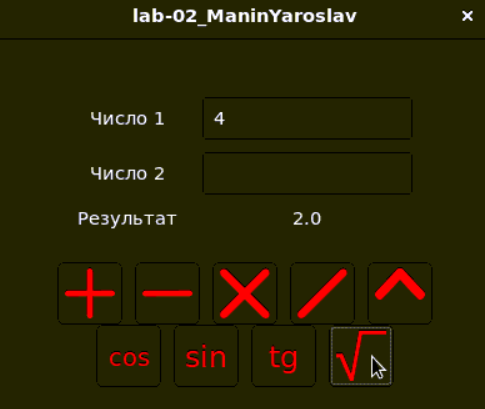 lab-02_ManinYaroslav ×
Число 1 4
Число 2
Результат 2.0
+ − × / ^
cos sin tg √